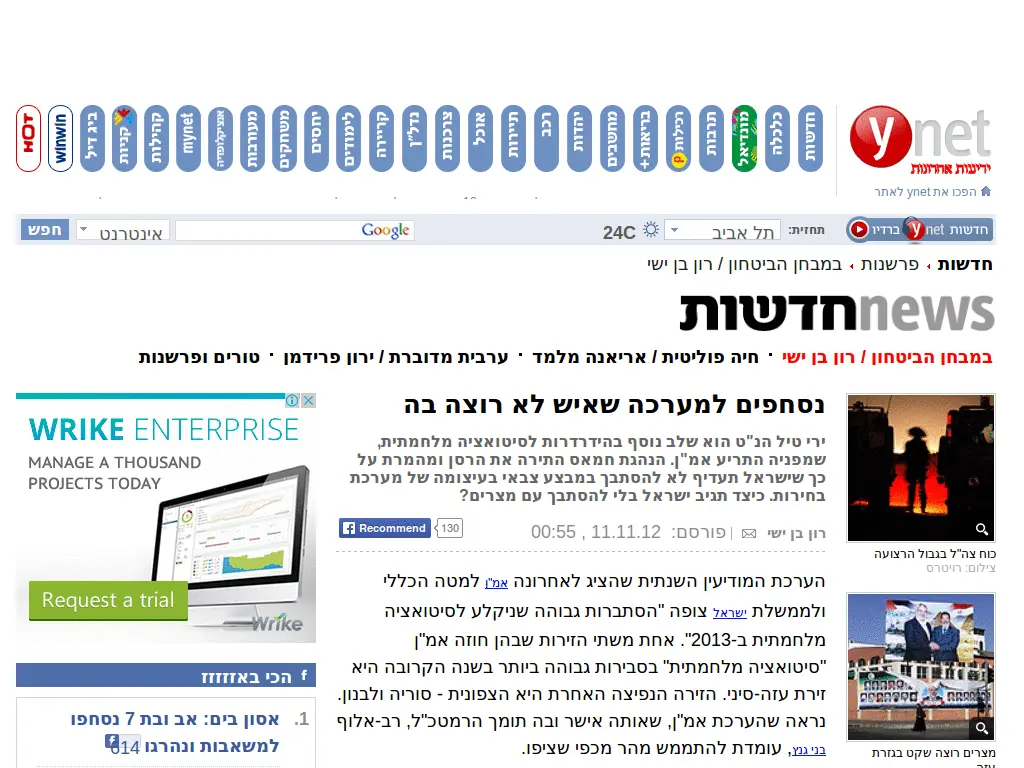 ynet
ידיעות אחרונות
הפכו את ynet לאתר
חדשות
כלכלה
מונדיאל
תרבות
רכילות
בריאות+
מחשבים
יהדות
רכב
תיירות
אוכל
צרכנות
נדל"ן
קריירה
לימודים
יחסים
משחקים
מעורבות
אנציקלופדיה
mynet
קהילות
קניות
ביג דיל
winwin
HOT
חדשות ynet ברדיו
תחזית:
תל אביב
24C
Google
אינטרנט
חפש
חדשות
פרשנות
במבחן הביטחון / רון בן ישי
חדשות news
במבחן הביטחון / רון בן ישי · חיה פוליטית / אריאנה מלמד · ערבית מדוברת / ירון פרידמן · טורים ופרשנות
כוח צה"ל בגבול הרצועה
צילום: רויטרס
מצרים רוצה שקט בגזרת
נסחפים למערכה שאיש לא רוצה בה
ירי טיל הנ"ט הוא שלב נוסף בהידרדרות לסיטואציה מלחמתית,
שמפניה התריע אמ"ן. הנהגת חמאס התירה את הרסן ומהמרת על
כך שישראל תעדיף לא להסתבך במבצע צבאי בעיצומה של מערכת
בחירות. כיצד תגיב ישראל בלי להסתבך עם מצרים?
רון בן ישי
פורסם: 11.11.12 , 00:55
Recommend
130
הערכת המודיעין השנתית שהציג לאחרונה אמ"ן למטה הכללי
ולממשלת ישראל צופה "הסתברות גבוהה שניקלע לסיטואציה
מלחמתית ב-2013". אחת משתי הזירות שבהן חוזה אמ"ן
"סיטואציה מלחמתית" בסבירות גבוהה ביותר בשנה הקרובה היא
זירת עזה-סיני. הזירה הנפיצה האחרת היא הצפונית - סוריה ולבנון.
נראה שהערכת אמ"ן, שאותה אישר ובה תומך הרמטכ"ל, רב-אלוף
בני גנץ, עומדת להתממש מהר מכפי שציפו.
WRIKE ENTERPRISE
MANAGE A THOUSAND
PROJECTS TODAY
Request a trial
Wrike
הכי באזזזזז
1. אסון בים: אב ובת 7 נסחפו
למשאבות ונהרגו
614